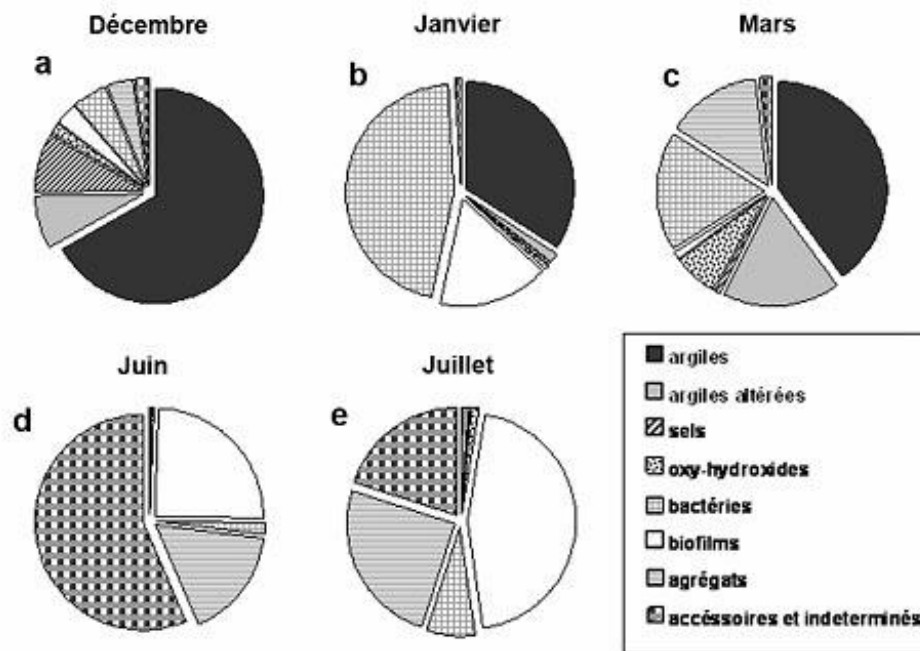 Décembre
Janvier
Mars
a
b
c
Juin
Juillet
d
e
argiles
argiles altérées
sels
oxy-hydroxides
bactéries
biofilms
agrégats
accéssoires et indeterminés